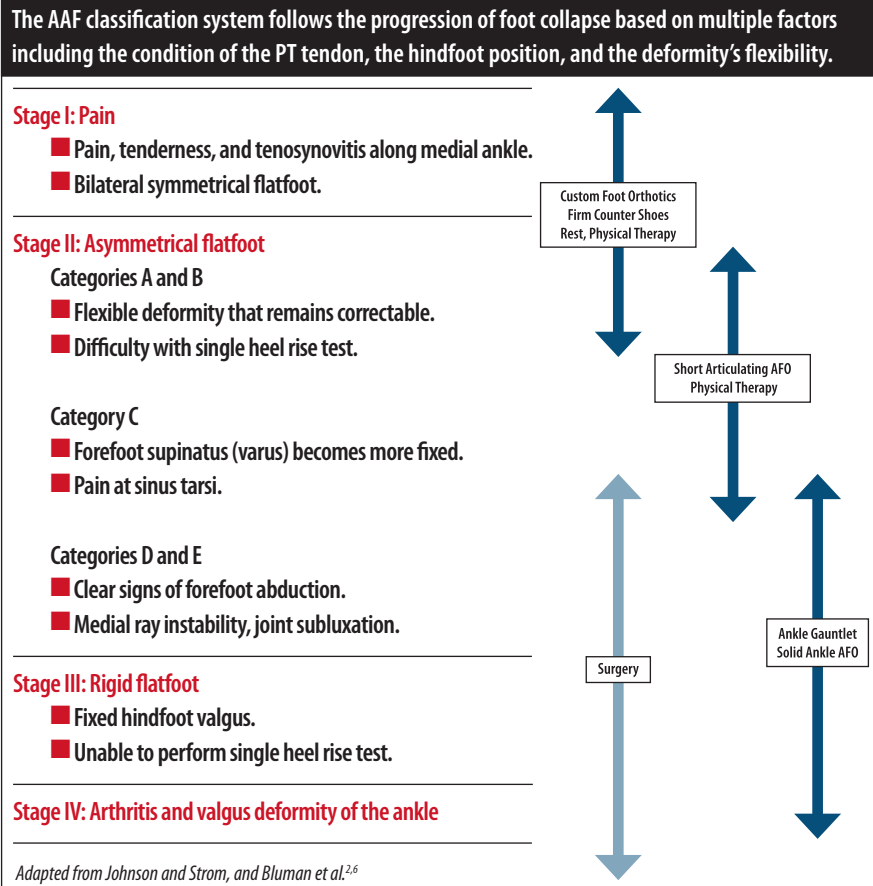 The AAF classification system follows the progression of foot collapse based on multiple factors
including the condition of the PT tendon, the hindfoot position, and the deformity’s flexibility.
Stage I: Pain
Pain, tenderness, and tenosynovitis along medial ankle.
Bilateral symmetrical flatfoot.
Stage II: Asymmetrical flatfoot
Categories A and B
Flexible deformity that remains correctable.
Difficulty with single heel rise test.
Category C
Forefoot supinatus (varus) becomes more fixed.
Pain at sinus tarsi.
Categories D and E
Clear signs of forefoot abduction.
Medial ray instability, joint subluxation.
Stage III: Rigid flatfoot
Fixed hindfoot valgus.
Unable to perform single heel rise test.
Stage IV: Arthritis and valgus deformity of the ankle
Adapted from Johnson and Strom, and Bluman et al.2,6
Custom Foot Orthotics
Firm Counter Shoes
Rest, Physical Therapy
Short Articulating AFO
Physical Therapy
Surgery
Ankle Gauntlet
Solid Ankle AFO